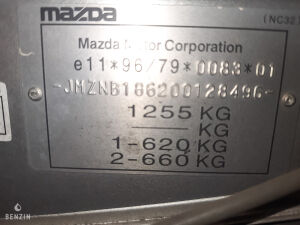 mazda
(NC32
Mazda Motor Corporation
e11*96/79*0083*01
-JMZNB186200128496-
1255 KG
KG
1-620 KG
2-660 KG
BENZIN